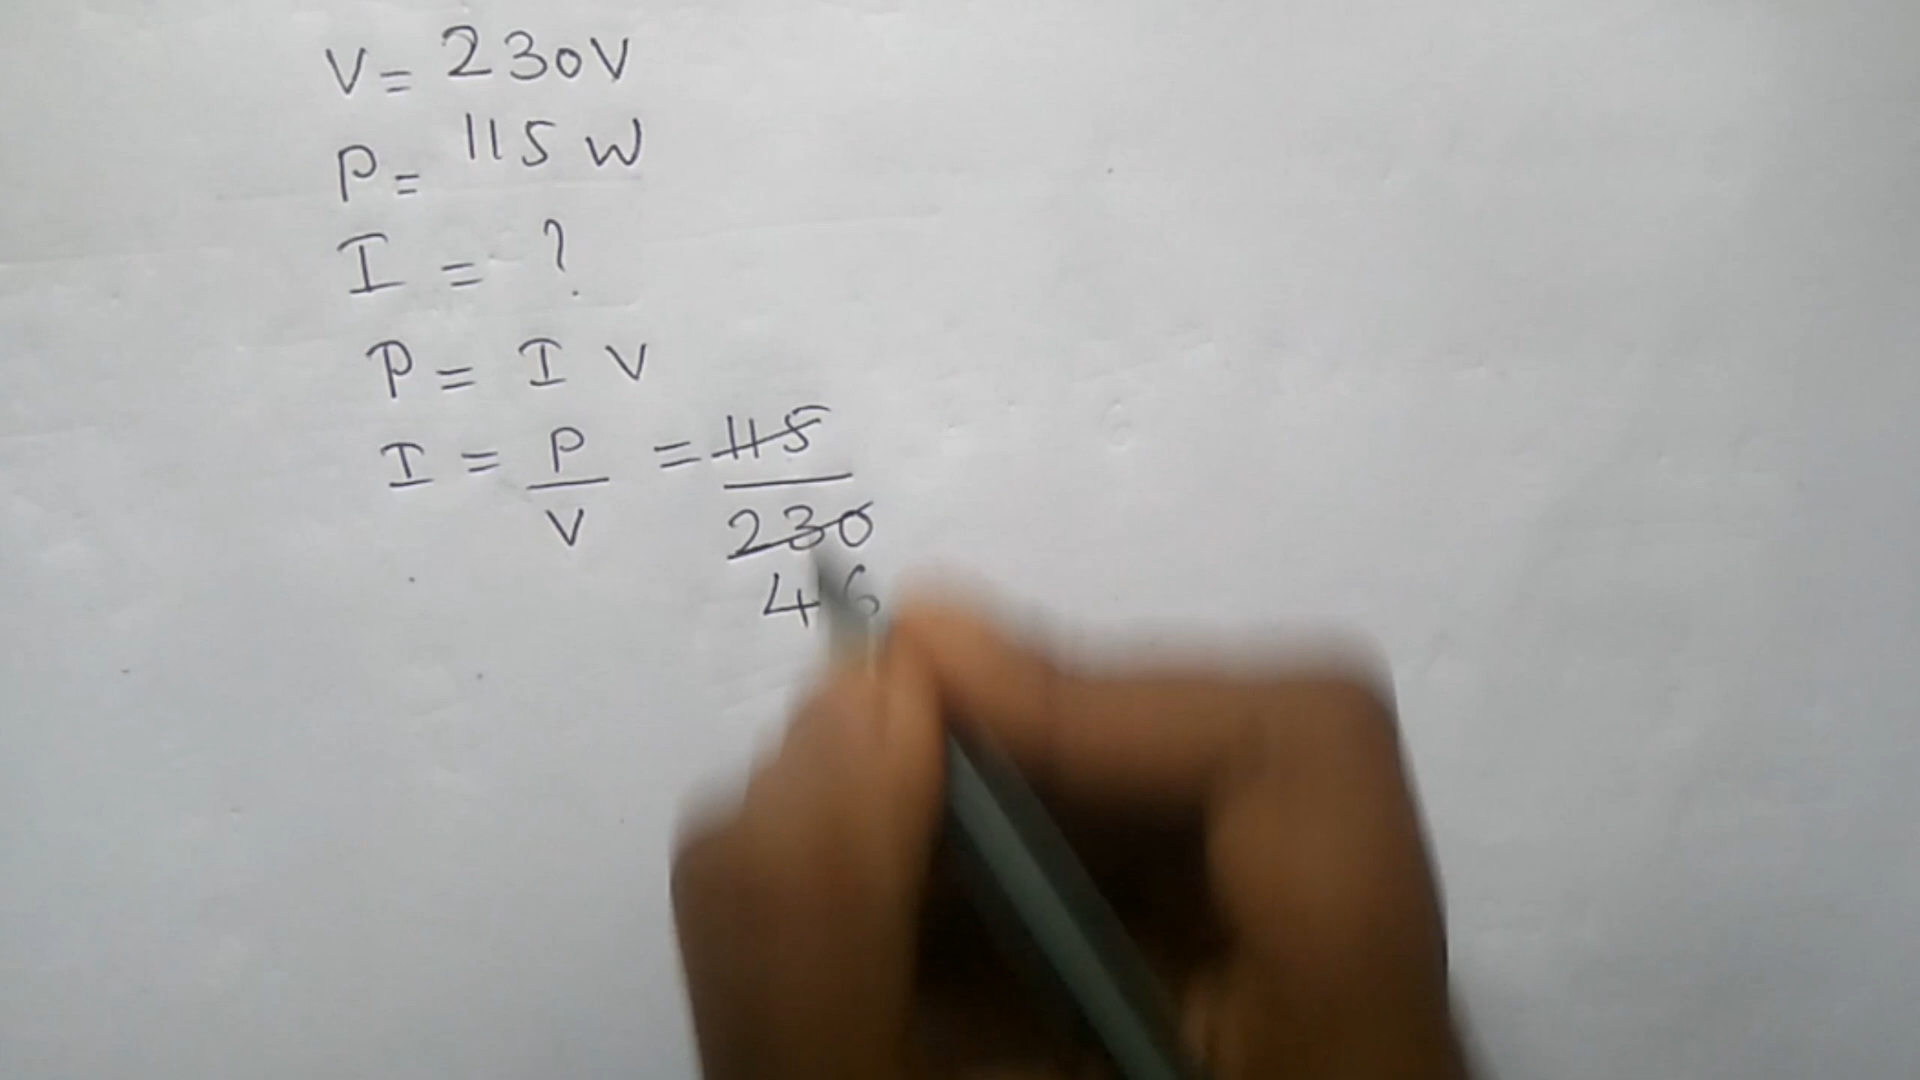 V = 230V
P = 115 W
I = ?
P = I V
I = P/V = 115/230
46